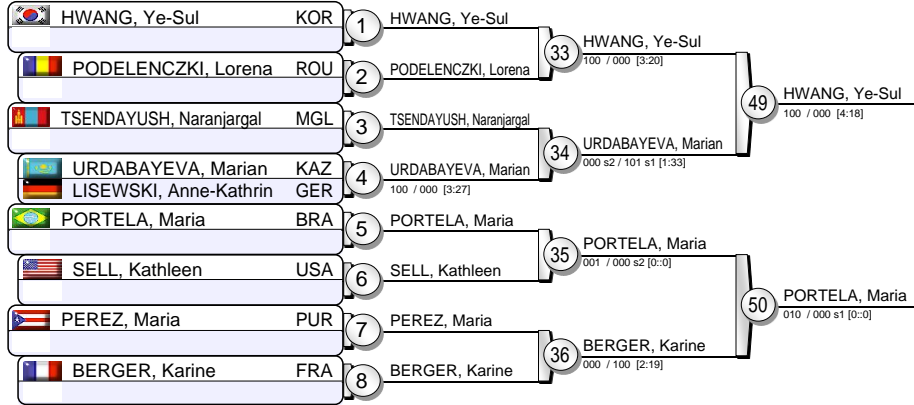 HWANG, Ye-Sul KOR
PODELENCZKI, Lorena ROU
TSENDAYUSH, Naranjargal MGL
URDABAYEVA, Marian KAZ
LISEWSKI, Anne-Kathrin GER
PORTELA, Maria BRA
SELL, Kathleen USA
PEREZ, Maria PUR
BERGER, Karine FRA
1 HWANG, Ye-Sul
2 PODELENCZKI, Lorena
3 TSENDAYUSH, Naranjargal
4 URDABAYEVA, Marian
100 / 000 [3:27]
5 PORTELA, Maria
6 SELL, Kathleen
7 PEREZ, Maria
8 BERGER, Karine
33 HWANG, Ye-Sul
100 / 000 [3:20]
34 URDABAYEVA, Marian
000 s2 / 101 s1 [1:33]
35 PORTELA, Maria
001 / 000 s2 [0::0]
36 BERGER, Karine
000 / 100 [2:19]
49 HWANG, Ye-Sul
100 / 000 [4:18]
50 PORTELA, Maria
010 / 000 s1 [0::0]